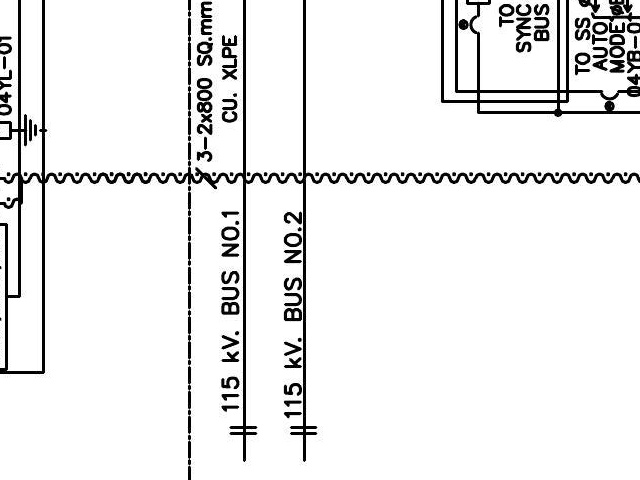 04YL-01
3-2x800 SQ.mm
CU. XLPE
115 kV. BUS NO.1
115 kV. BUS NO.2
TO
SYNC
BUS
TO SS
AUTO
MODE
04YB-01